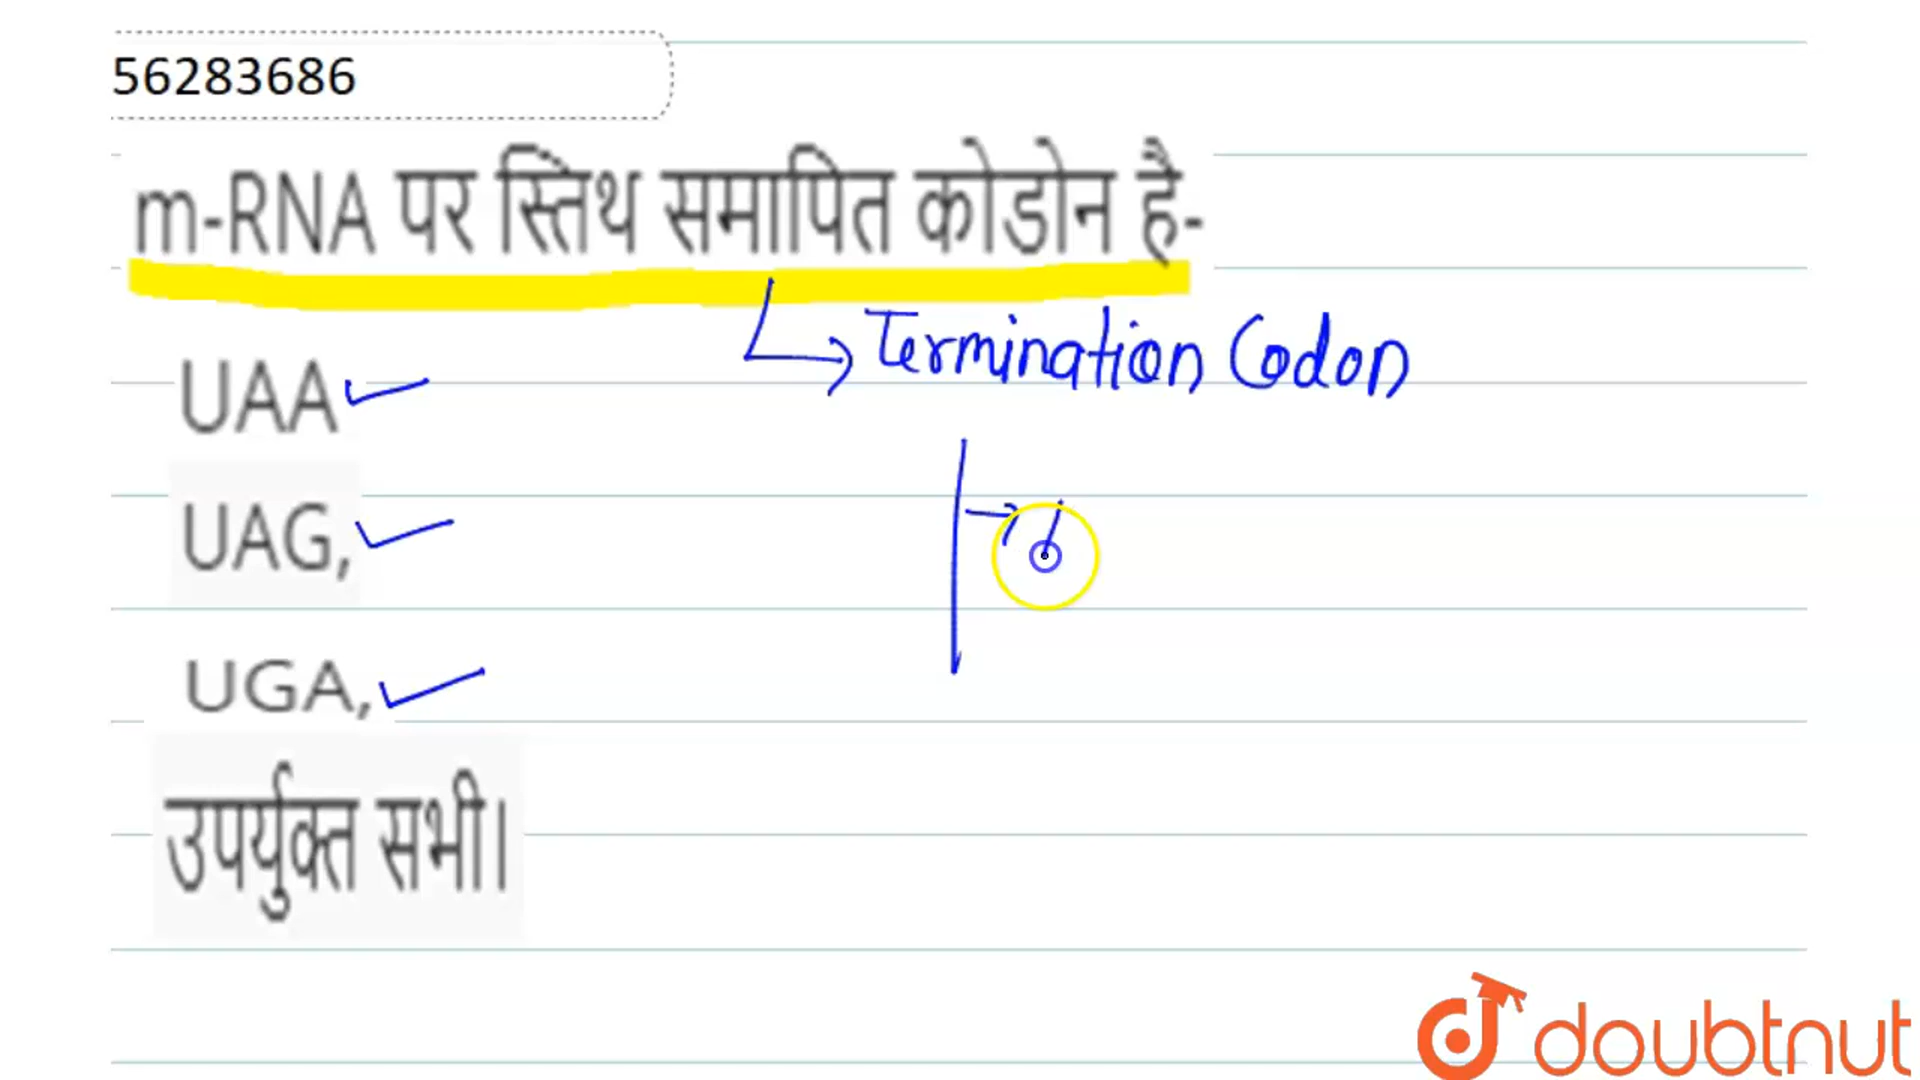 56283686
m-RNA पर स्तिथ समापित कोडोन है-
Termination Codon
UAA
UAG,
UGA,
उपर्युक्त सभी।
doubtnut